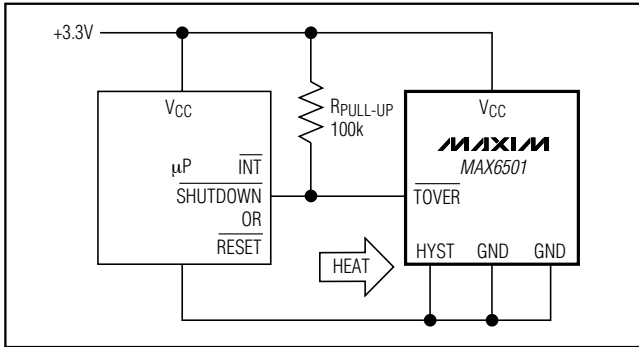 +3.3V
VCC
μP
INT
SHUTDOWN
OR
RESET
RPULL-UP
100k
HEAT
VCC
MAXIM
MAX6501
TOVER
HYST GND GND